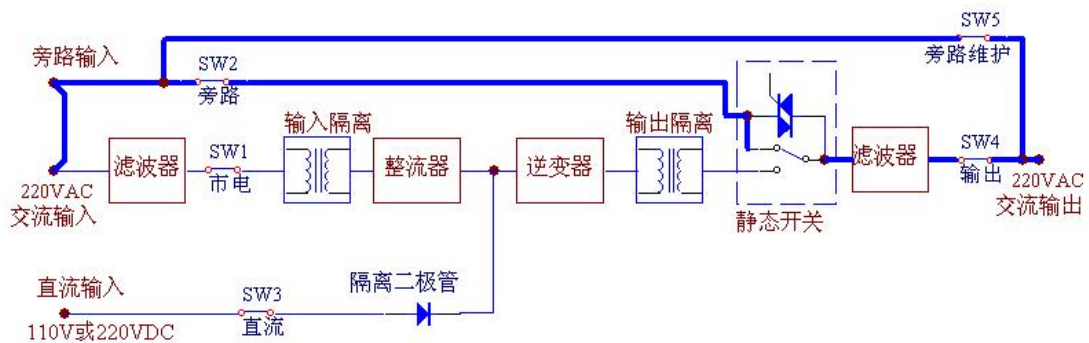 SW5
旁路维护
旁路输入
SW2
旁路
输入隔离
输出隔离
滤波器
SW1
市电
整流器
逆变器
滤波器
SW4
输出
220VAC
交流输入
220VAC
交流输出
静态开关
直流输入
110V或220VDC
SW3
直流
隔离二极管